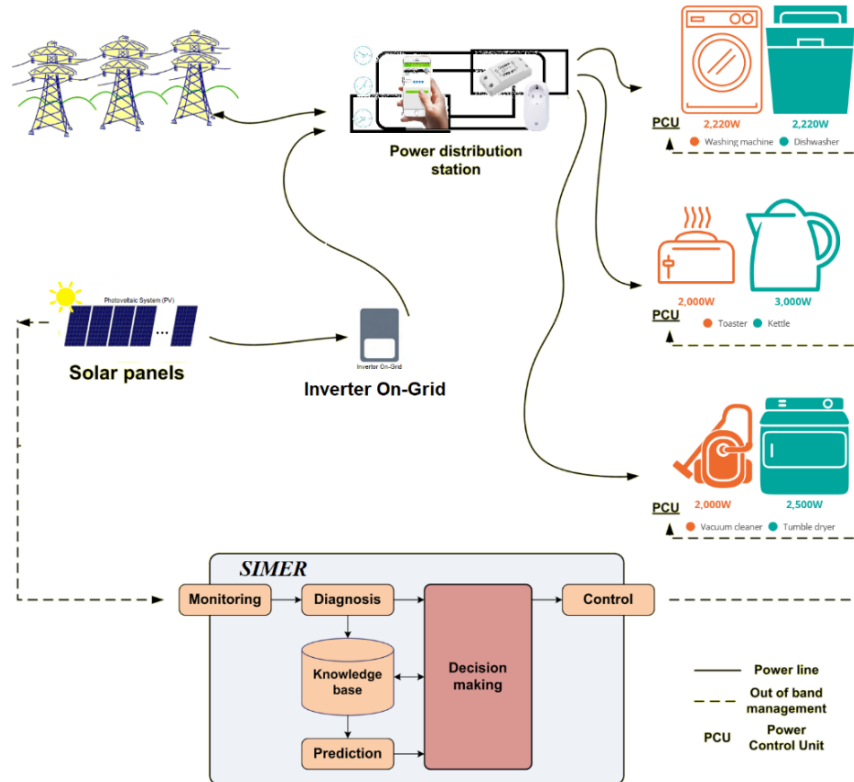 Power distribution
station
PCU
2,220W 2,220W
Washing machine Dishwasher
2,000W 3,000W
PCU
Toaster Kettle
Photovoltaic System (PV)
...
Solar panels
Inverter On-Grid
Inverter On-Grid
PCU
2,000W 2,500W
Vacuum cleaner Tumble dryer
SIMER
Monitoring
Diagnosis
Control
Knowledge
base
Decision
making
Prediction
Power line
Out of band
management
PCU
Power
Control Unit